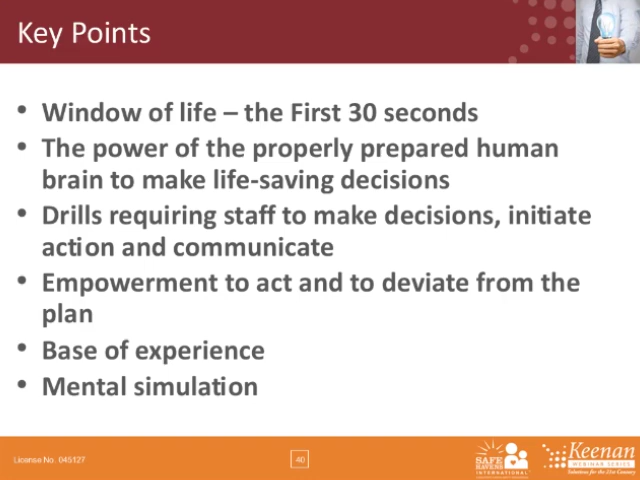 Key Points
• Window of life – the First 30 seconds
• The power of the properly prepared human
brain to make life-saving decisions
• Drills requiring staff to make decisions, initiate
action and communicate
• Empowerment to act and to deviate from the
plan
• Base of experience
• Mental simulation
License No. 045127
40
SAFE
HAVENS
INTERNATIONAL
Keenan
WEBINAR SERIES
Solutions for the 21st Century